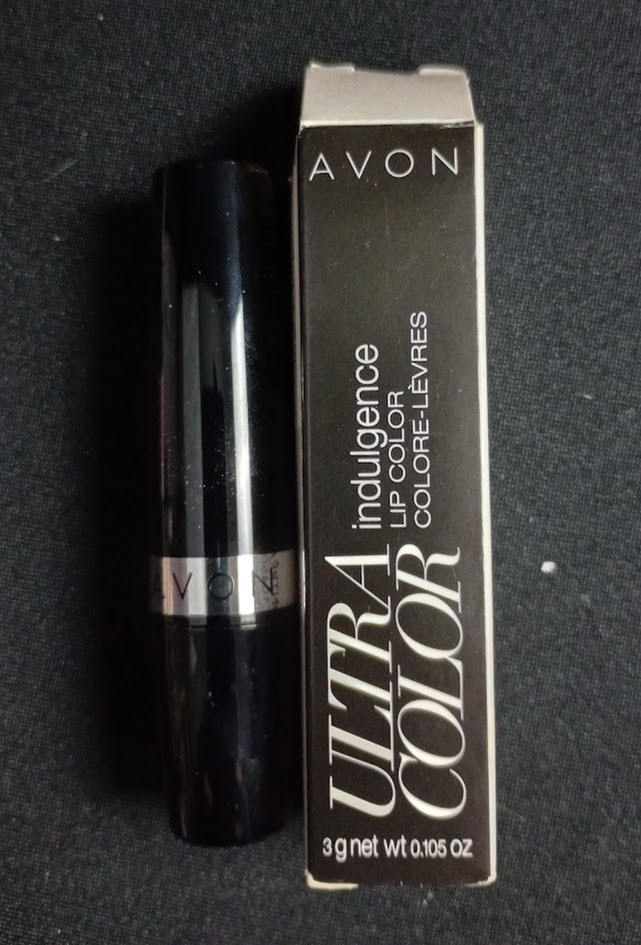 AVON
ULTRA
COLOR
indulgence
LIP COLOR
COLORE-LÈVRES
3 g net wt 0.105 oz
AVON